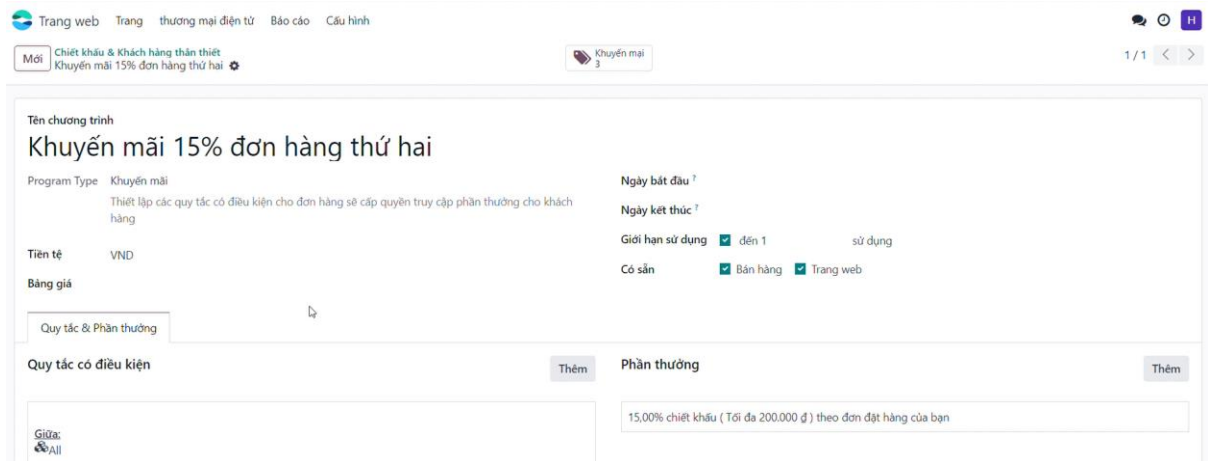 Trang web Trang thương mại điện tử Báo cáo Cấu hình H
Mới Chiết khấu & Khách hàng thân thiết
Khuyến mãi 15% đơn hàng thứ hai
Khuyến mại
3
1 / 1
Tên chương trình
Khuyến mãi 15% đơn hàng thứ hai
Program Type Khuyến mãi
Thiết lập các quy tắc có điều kiện cho đơn hàng sẽ cấp quyền truy cập phần thưởng cho khách
hàng
Tiền tệ VND
Bảng giá
Ngày bắt đầu ?
Ngày kết thúc ?
Giới hạn sử dụng đến 1 sử dụng
Có sẵn Bán hàng Trang web
Quy tắc & Phần thưởng
Quy tắc có điều kiện Thêm
Giữa:
All
Phần thưởng Thêm
15,00% chiết khấu ( Tối đa 200.000 ₫ ) theo đơn đặt hàng của bạn